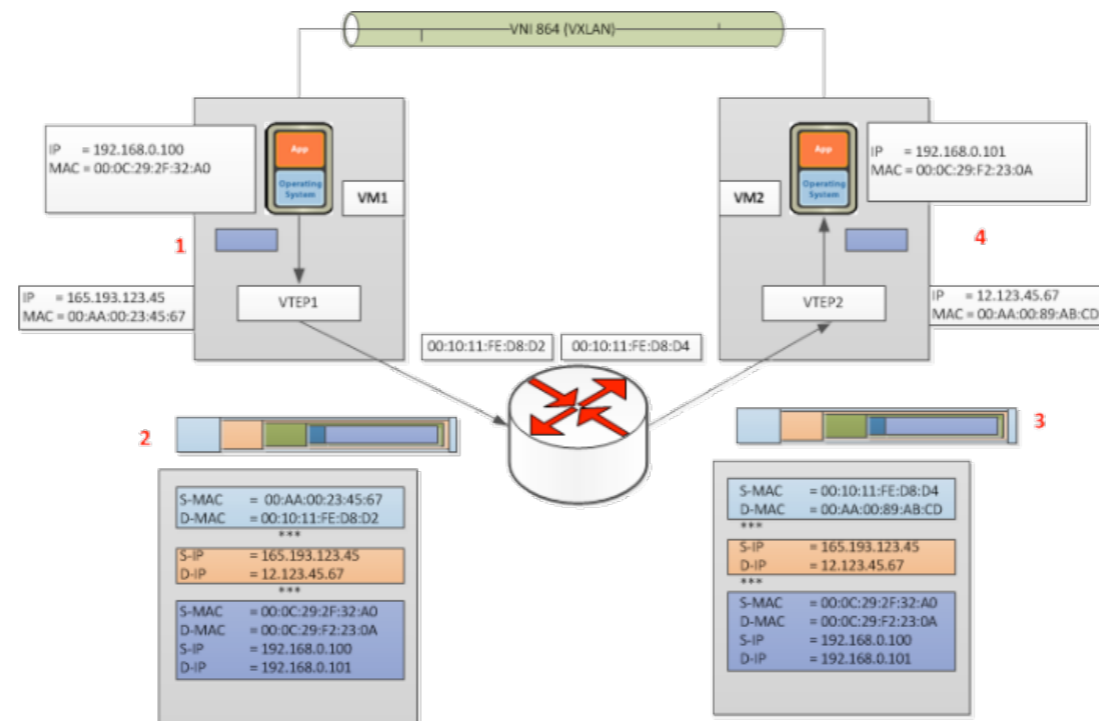 VNI 864 (VXLAN)
IP = 192.168.0.100
MAC = 00:0C:29:2F:32:A0
App
Operating
System
VM1
1
IP = 165.193.123.45
MAC = 00:AA:00:23:45:67
VTEP1
App
Operating
System
VM2
IP = 192.168.0.101
MAC = 00:0C:29:F2:23:0A
4
VTEP2
IP = 12.123.45.67
MAC = 00:AA:00:89:AB:CD
00:10:11:FE:D8:D2
00:10:11:FE:D8:D4
2
S-MAC = 00:AA:00:23:45:67
D-MAC = 00:10:11:FE:D8:D2
***
S-IP = 165.193.123.45
D-IP = 12.123.45.67
***
S-MAC = 00:0C:29:2F:32:A0
D-MAC = 00:0C:29:F2:23:0A
S-IP = 192.168.0.100
D-IP = 192.168.0.101
3
S-MAC = 00:10:11:FE:D8:D4
D-MAC = 00:AA:00:89:AB:CD
***
S-IP = 165.193.123.45
D-IP = 12.123.45.67
***
S-MAC = 00:0C:29:2F:32:A0
D-MAC = 00:0C:29:F2:23:0A
S-IP = 192.168.0.100
D-IP = 192.168.0.101